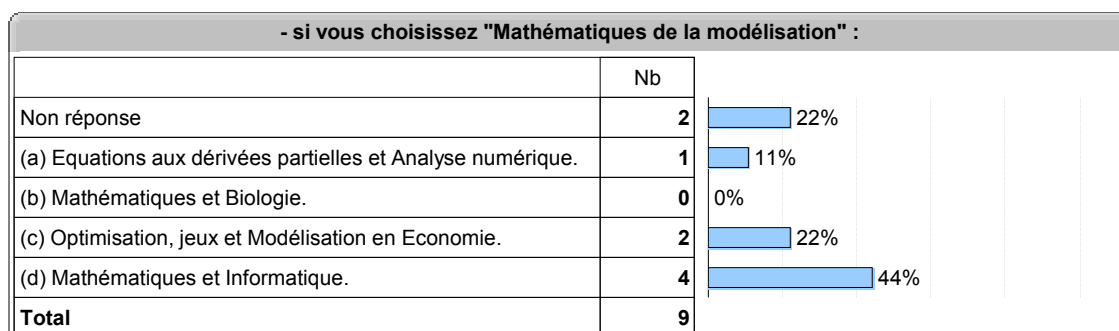 - si vous choisissez "Mathématiques de la modélisation" :
Nb
Non réponse 2 22%
(a) Equations aux dérivées partielles et Analyse numérique. 1 11%
(b) Mathématiques et Biologie. 0 0%
(c) Optimisation, jeux et Modélisation en Economie. 2 22%
(d) Mathématiques et Informatique. 4 44%
Total 9